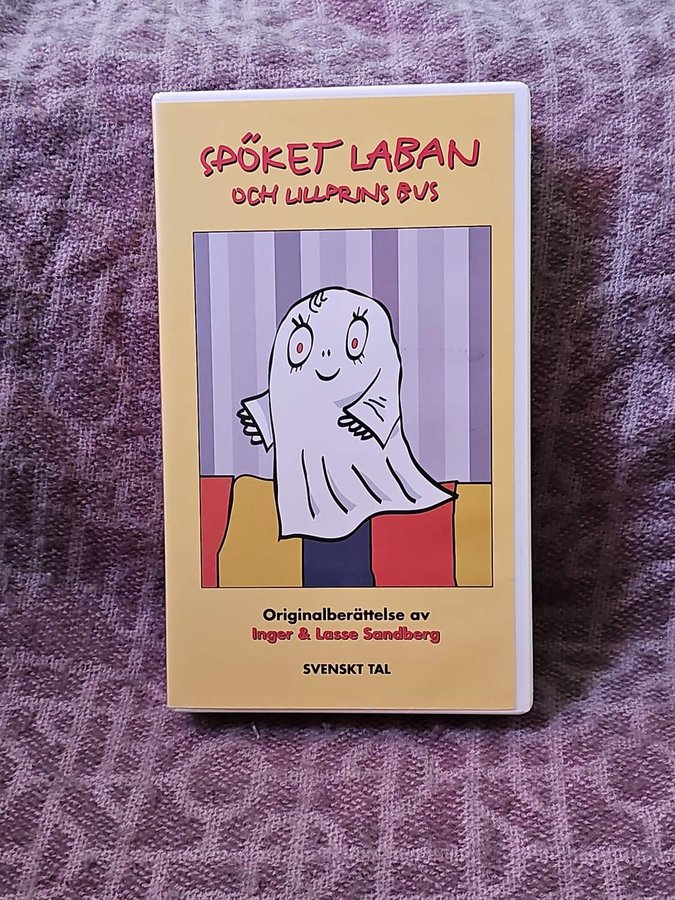 SPÖKET LABAN
OCH LILLPRINS BUS
Originalberättelse av
Inger & Lasse Sandberg
SVENSKT TAL